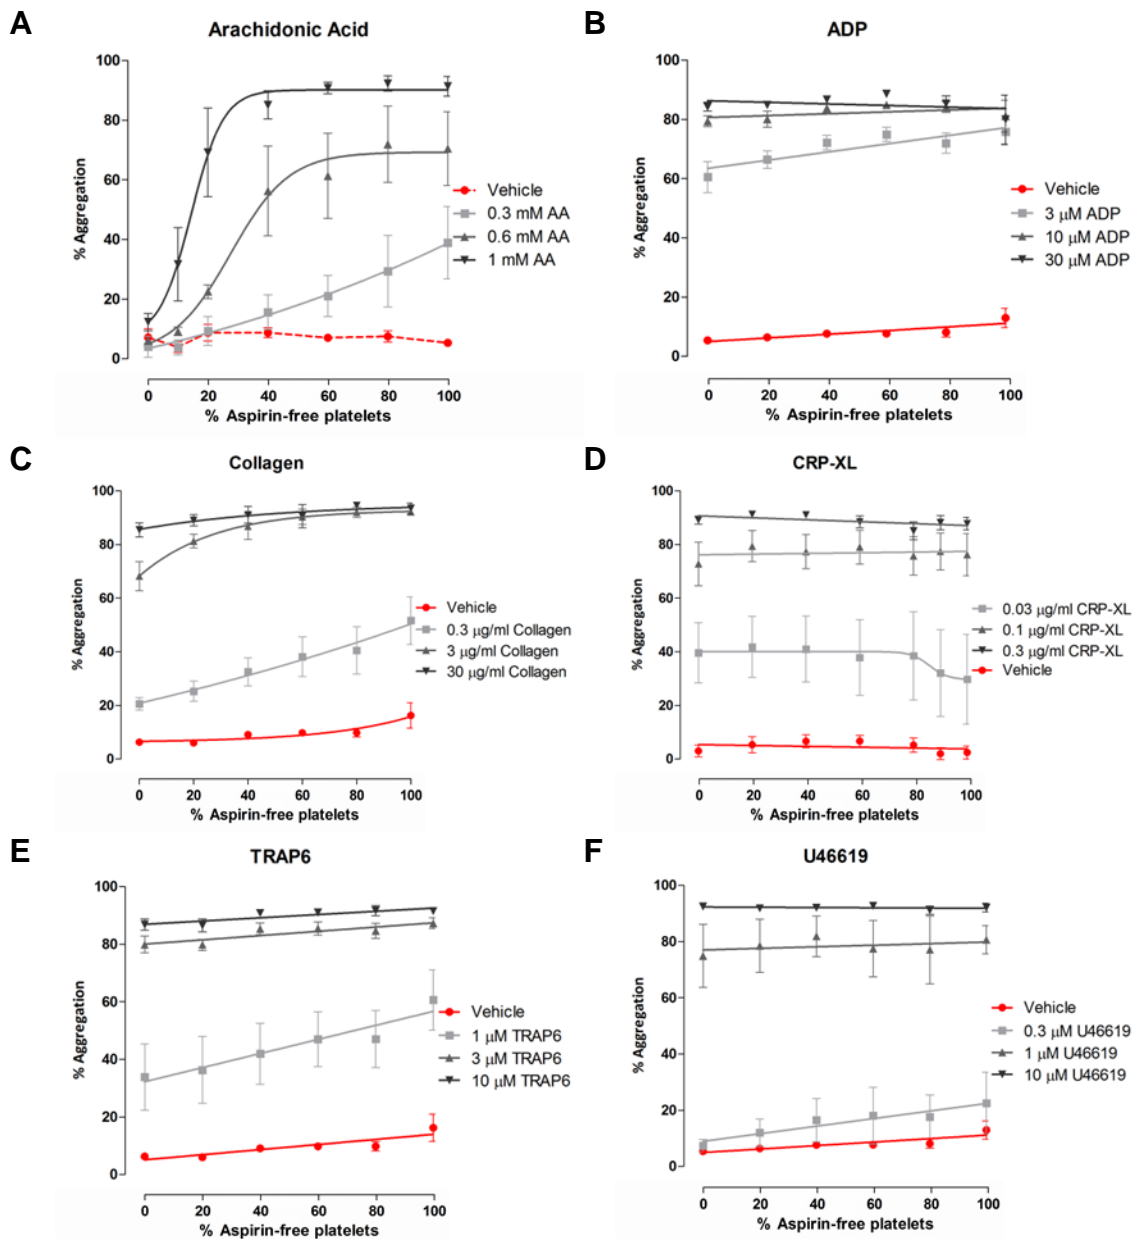 A
Arachidonic Acid
100
80
60
40
20
0
% Aggregation
Vehicle
0.3 mM AA
0.6 mM AA
1 mM AA
0 20 40 60 80 100
% Aspirin-free platelets
B
ADP
100
80
60
40
20
0
% Aggregation
Vehicle
3 μM ADP
10 μM ADP
30 μM ADP
0 20 40 60 80 100
% Aspirin-free platelets
C
Collagen
100
80
60
40
20
0
% Aggregation
Vehicle
0.3 μg/ml Collagen
3 μg/ml Collagen
30 μg/ml Collagen
0 20 40 60 80 100
% Aspirin-free platelets
D
CRP-XL
100
80
60
40
20
0
% Aggregation
0.03 μg/ml CRP-XL
0.1 μg/ml CRP-XL
0.3 μg/ml CRP-XL
Vehicle
0 20 40 60 80 100
% Aspirin-free platelets
E
TRAP6
100
80
60
40
20
0
% Aggregation
Vehicle
1 μM TRAP6
3 μM TRAP6
10 μM TRAP6
0 20 40 60 80 100
% Aspirin-free platelets
F
U46619
100
80
60
40
20
0
% Aggregation
Vehicle
0.3 μM U46619
1 μM U46619
10 μM U46619
0 20 40 60 80 100
% Aspirin-free platelets